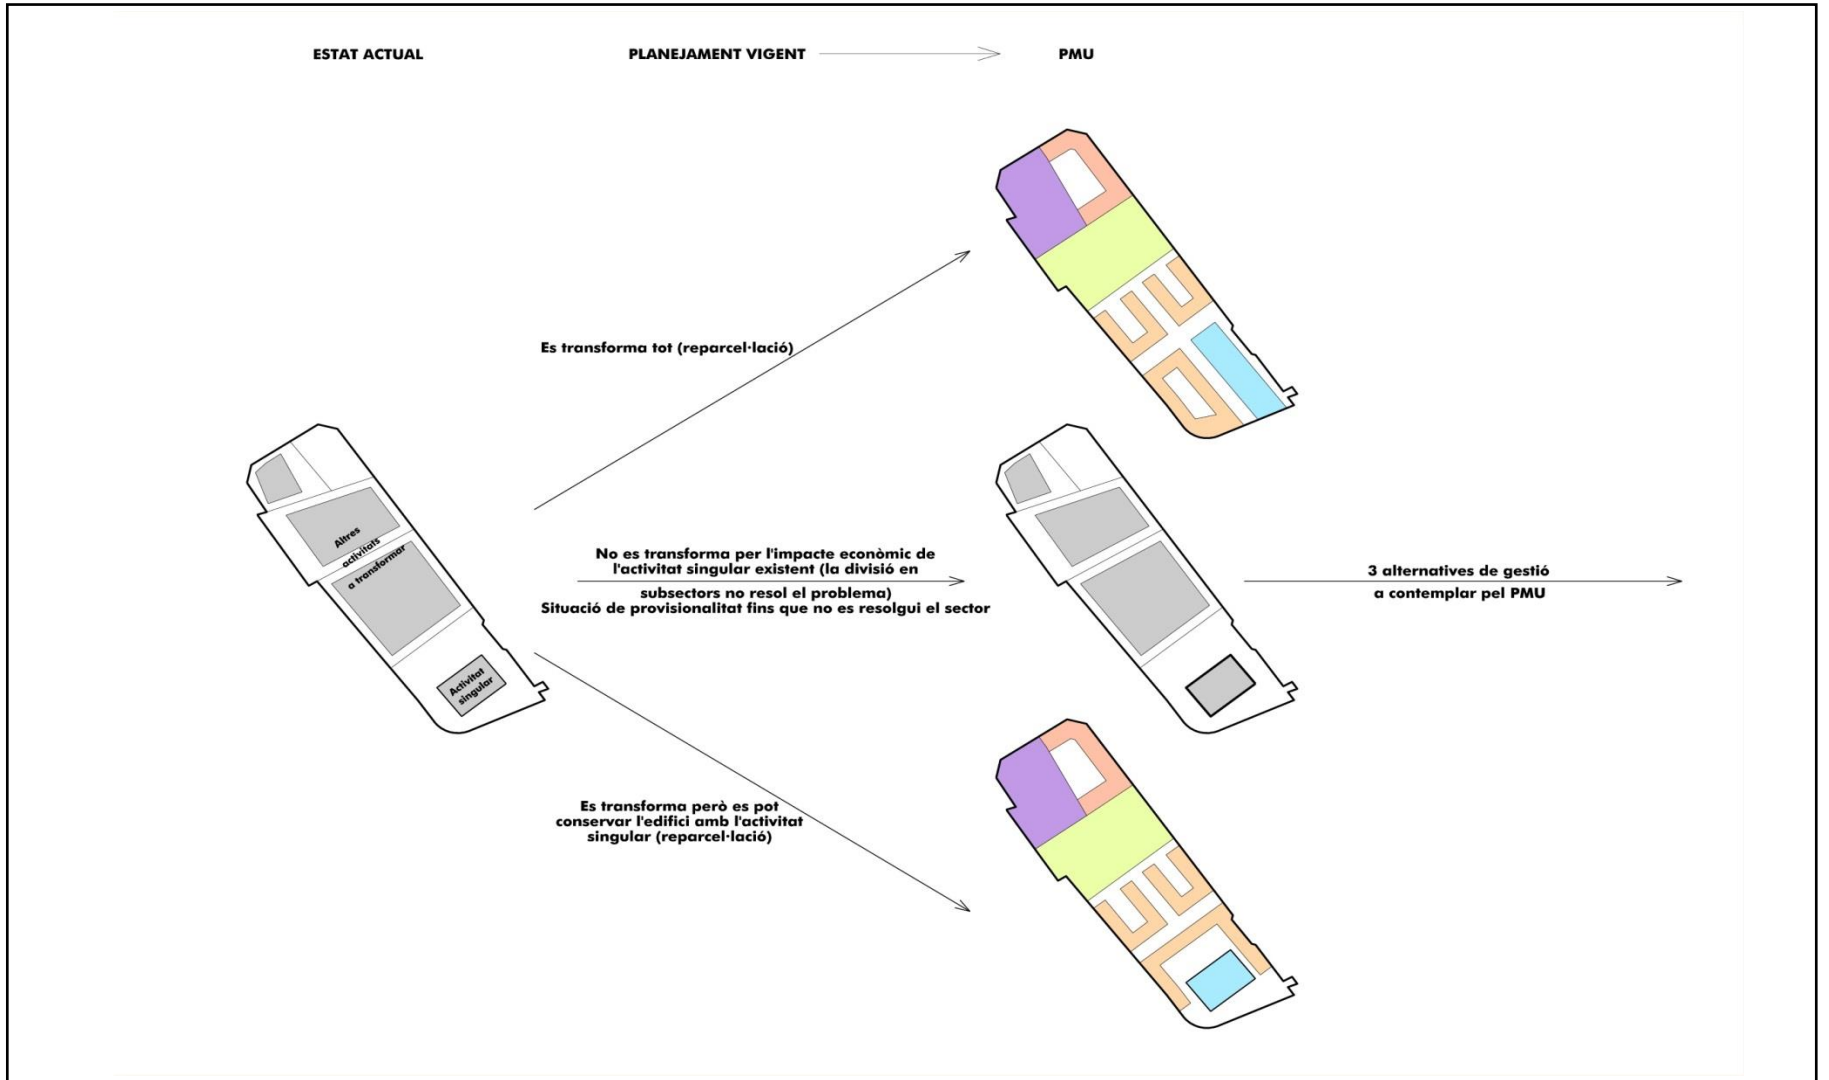 ESTAT ACTUAL
PLANEJAMENT VIGENT
PMU
Es transforma tot (reparcel·lació)
Altres
activitats
a transformar
Activitat
singular
No es transforma per l'impacte econòmic de
l'activitat singular existent (la divisió en
subsectors no resol el problema)
Situació de provisionalitat fins que no es resolgui el sector
3 alternatives de gestió
a contemplar pel PMU
Es transforma però es pot
conservar l'edifici amb l'activitat
singular (reparcel·lació)